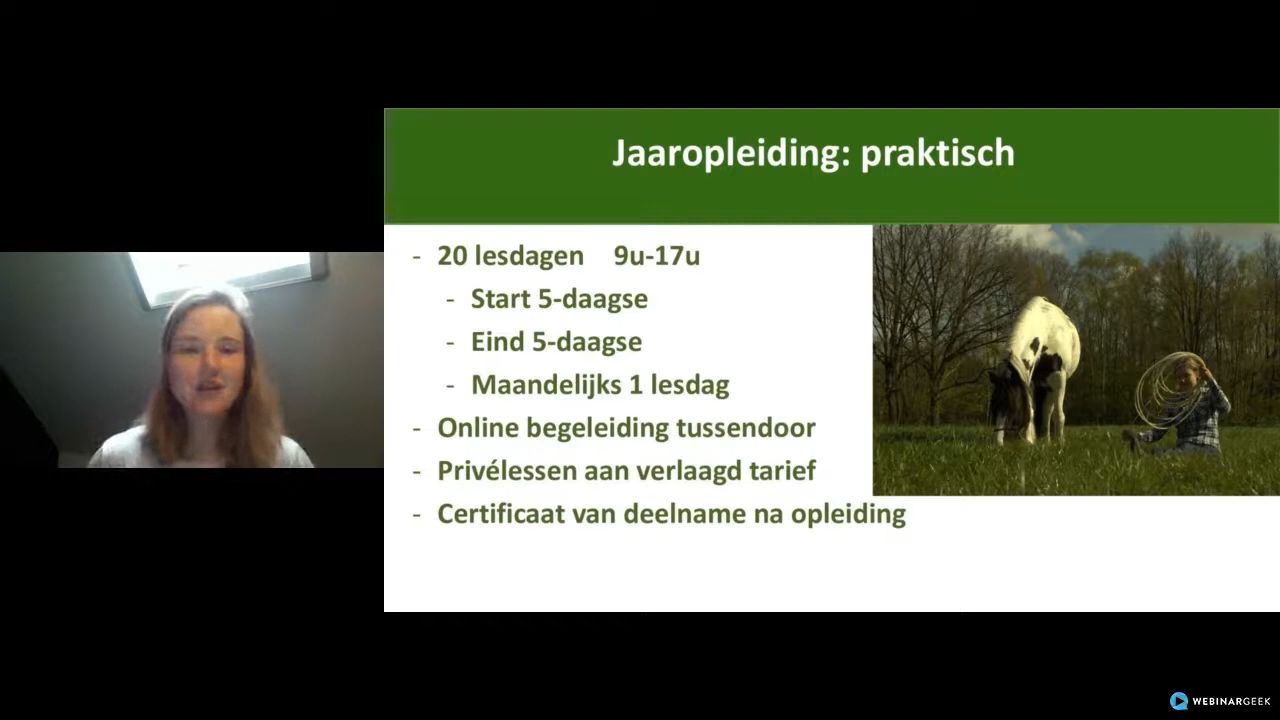 Jaaropleiding: praktisch
- 20 lesdagen 9u-17u
- Start 5-daagse
- Eind 5-daagse
- Maandelijks 1 lesdag
- Online begeleiding tussendoor
- Privélessen aan verlaagd tarief
- Certificaat van deelname na opleiding
WEBINARGEEK